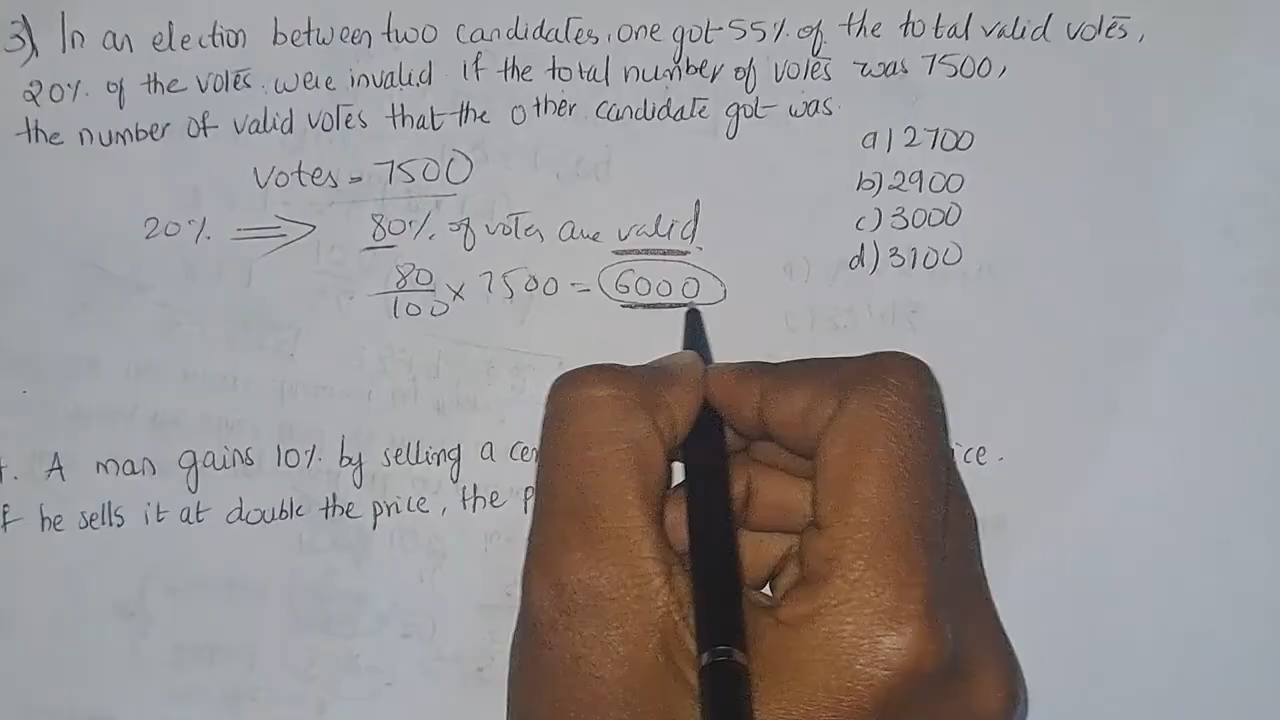 3) In an election between two candidates, one got 55% of the total valid votes,
20% of the votes were invalid if the total number of votes was 7500,
the number of valid votes that the other candidate got was
a) 2700
b) 2900
c) 3000
d) 3100
votes = 7500
20% ⟹ 80% of votes are valid.
80/100 × 7500 = 6000
. A man gains 10% by selling a ice.
f he sells it at double the price, the